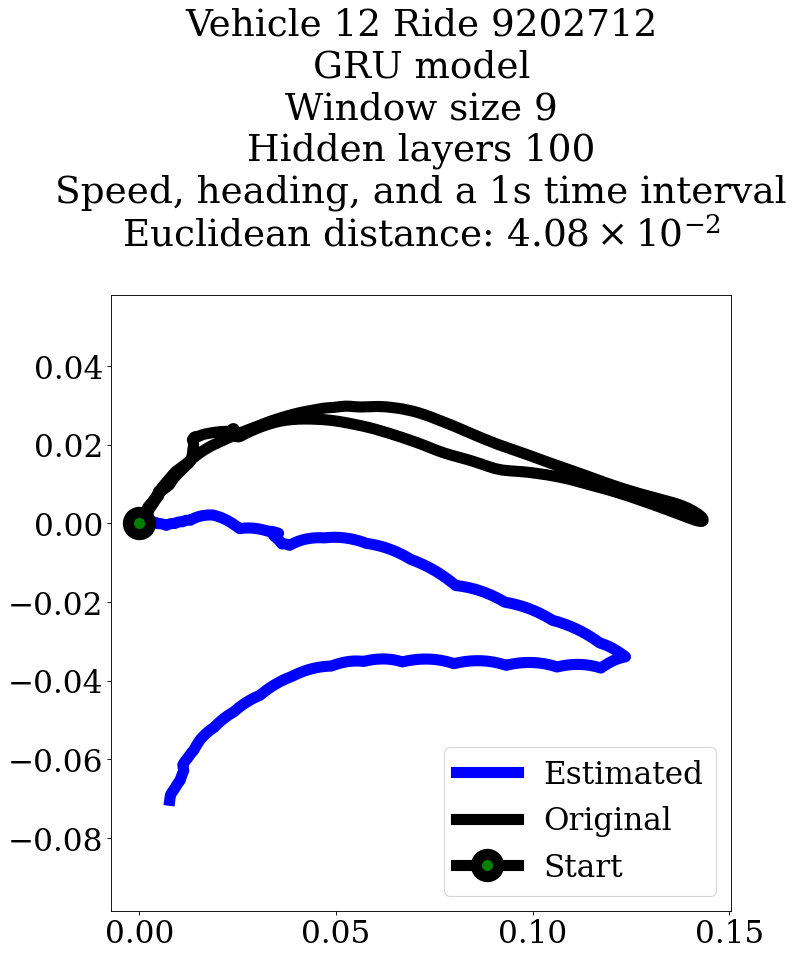 Vehicle 12 Ride 9202712
GRU model
Window size 9
Hidden layers 100
Speed, heading, and a 1s time interval
Euclidean distance: 4.08 × 10⁻²
0.04
0.02
0.00
−0.02
−0.04
−0.06
−0.08
Estimated
Original
Start
0.00 0.05 0.10 0.15